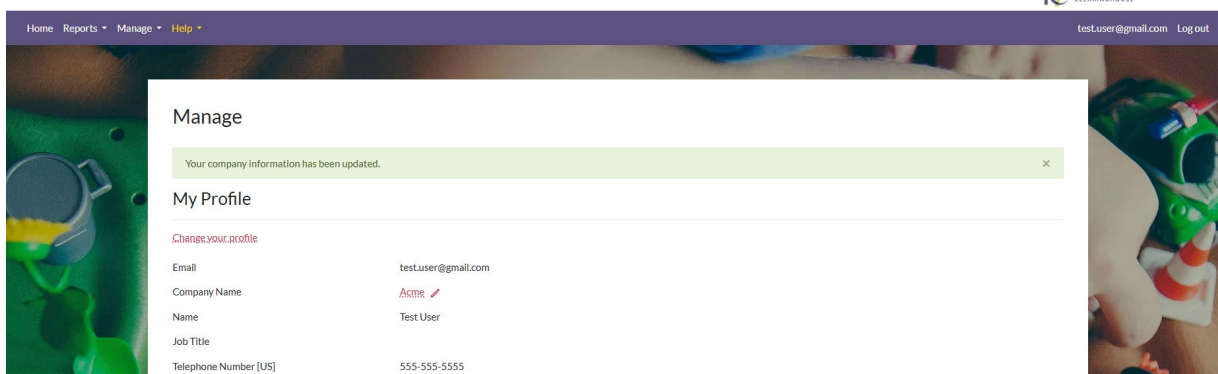 Home Reports Manage Help test.user@gmail.com Log out
Manage
Your company information has been updated. ×
My Profile
Change your profile
Email test.user@gmail.com
Company Name Acme
Name Test User
Job Title
Telephone Number [US] 555-555-5555